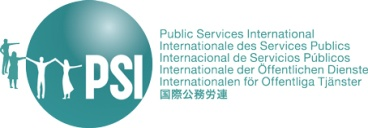 PSI
Public Services International
Internationale des Services Publics
Internacional de Servicios Públicos
Internationale der Öffentlichen Dienste
Internationalen för Offentliga Tjänster
国際公務労連